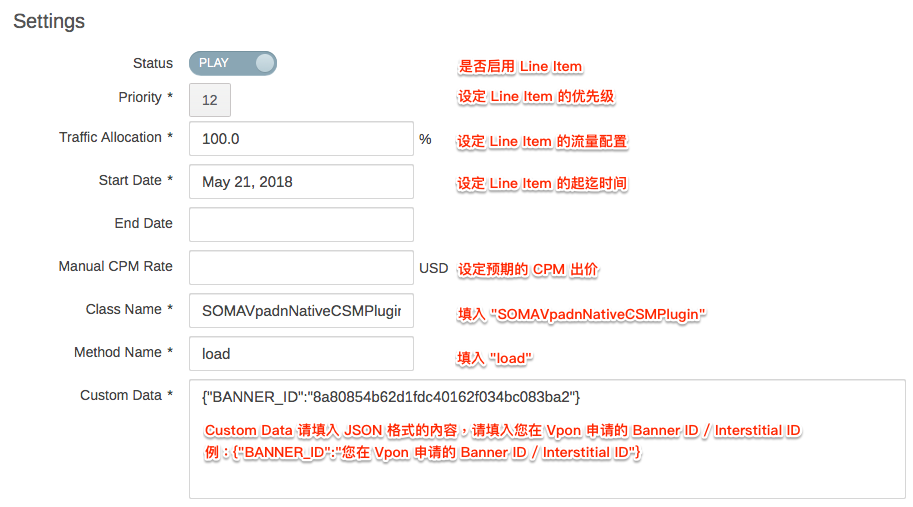 Settings
Status PLAY 是否启用 Line Item
Priority * 12 设定 Line Item 的优先级
Traffic Allocation * 100.0 % 设定 Line Item 的流量配置
Start Date * May 21, 2018 设定 Line Item 的起迄时间
End Date
Manual CPM Rate USD 设定预期的 CPM 出价
Class Name * SOMAVpadnNativeCSMPlugin 填入 "SOMAVpadnNativeCSMPlugin"
Method Name * load 填入 "load"
Custom Data * {"BANNER_ID":"8a80854b62d1fdc40162f034bc083ba2"}
Custom Data 请填入 JSON 格式的內容，请填入您在 Vpon 申请的 Banner ID / Interstitial ID
例：{"BANNER_ID":"您在 Vpon 申请的 Banner ID / Interstitial ID"}